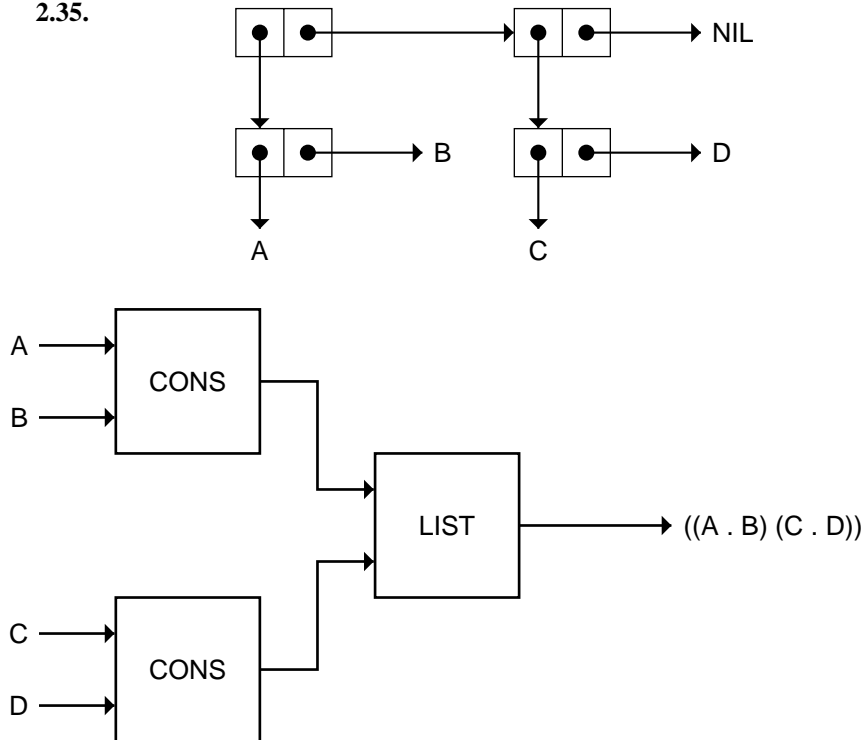 2.35.
NIL
B
D
A
C
A
CONS
B
LIST
((A . B) (C . D))
C
CONS
D